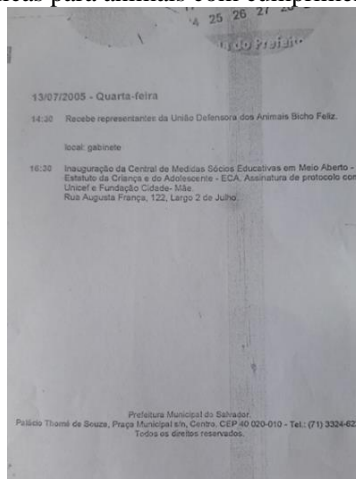 para animais com
25 26 27
do Prefeito
13/07/2005 - Quarta-feira
14:30 Recebe representantes da União Defensora dos Animais Bicho Feliz.
local: gabinete
16:30 Inauguração da Central de Medidas Sócios Educativas em Meio Aberto -
Estatuto da Criança e do Adolescente - ECA. Assinatura de protocolo com
Unicef e Fundação Cidade- Mãe.
Rua Augusta França, 122, Largo 2 de Julho.
Prefeitura Municipal do Salvador.
Palácio Thomé de Souza, Praça Municipal s/n, Centro, CEP 40 020-010 - Tel.: (71) 3324-62
Todos os direitos reservados.